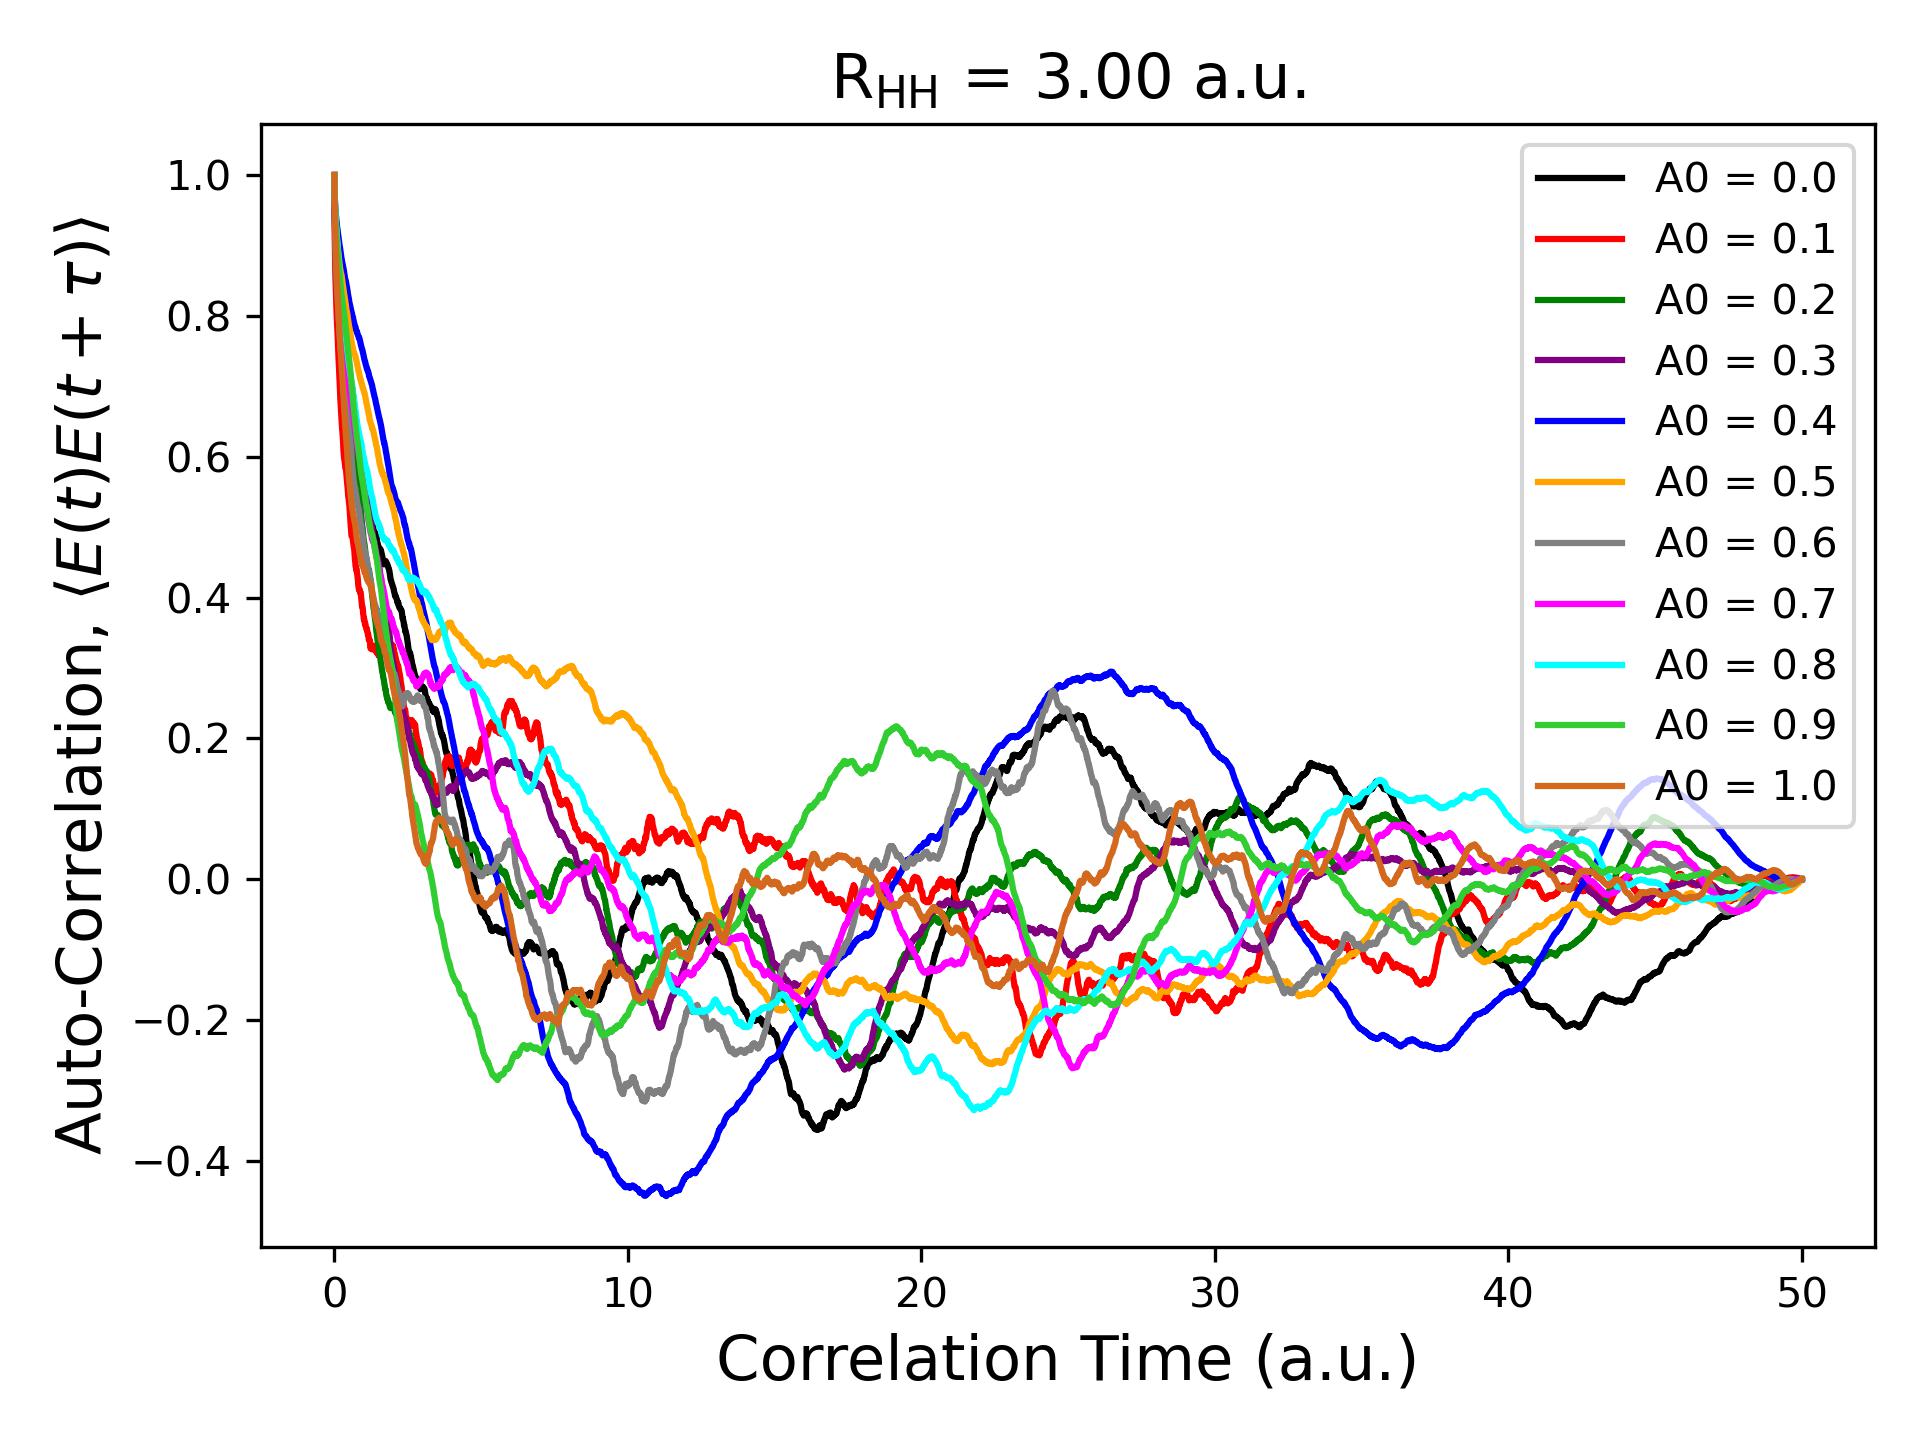 R_HH = 3.00 a.u.
1.0
0.8
0.6
0.4
0.2
0.0
−0.2
−0.4
Auto-Correlation, ⟨E(t)E(t + τ)⟩
A0 = 0.0
A0 = 0.1
A0 = 0.2
A0 = 0.3
A0 = 0.4
A0 = 0.5
A0 = 0.6
A0 = 0.7
A0 = 0.8
A0 = 0.9
A0 = 1.0
0 10 20 30 40 50
Correlation Time (a.u.)